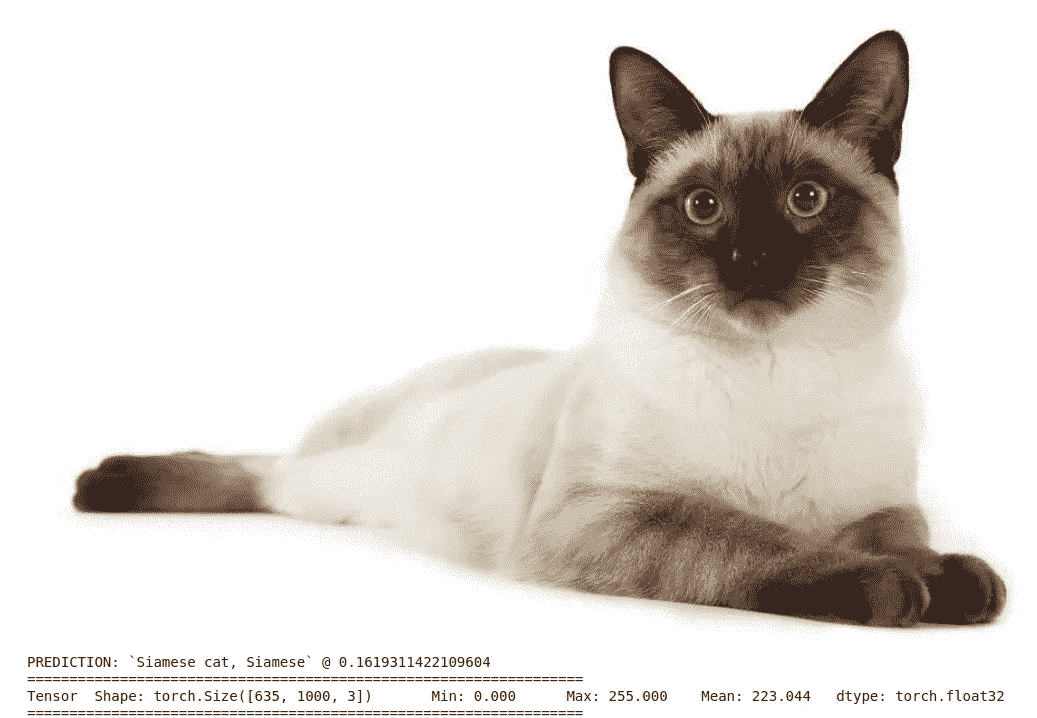 PREDICTION: `Siamese cat, Siamese` @ 0.1619311422109604
==================================================================
Tensor  Shape: torch.Size([635, 1000, 3])       Min: 0.000      Max: 255.000    Mean: 223.044   dtype: torch.float32
==================================================================